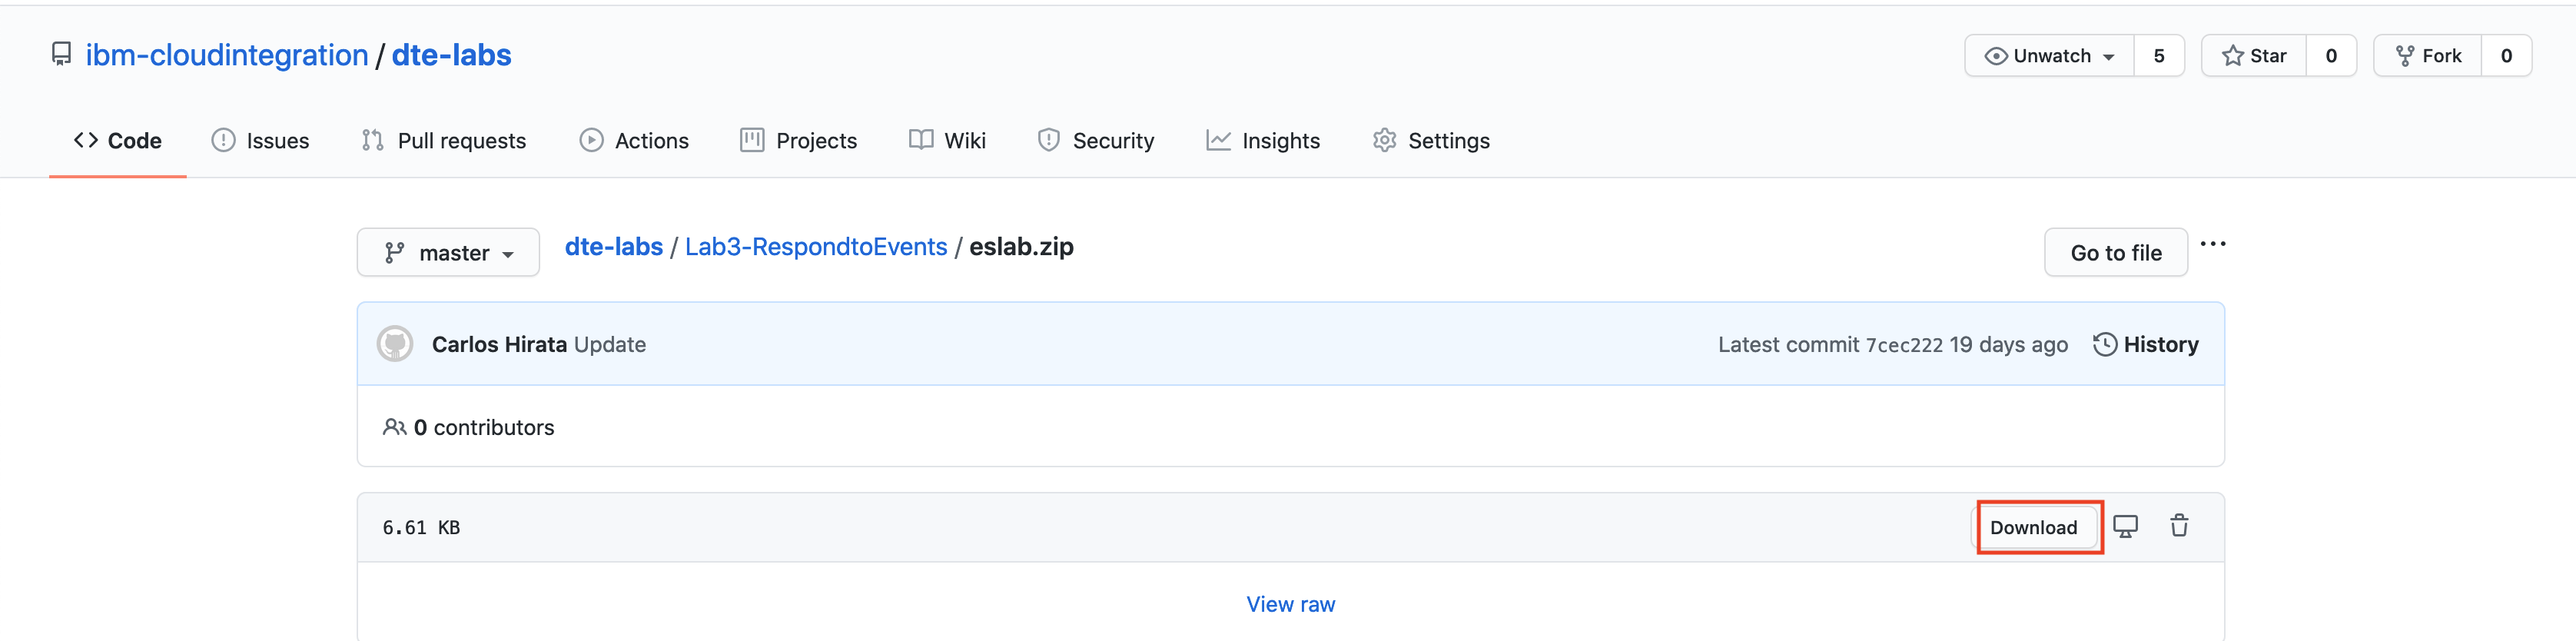 ibm-cloudintegration / dte-labs
Unwatch 5 Star 0 Fork 0
Code Issues Pull requests Actions Projects Wiki Security Insights Settings
master dte-labs / Lab3-RespondtoEvents / eslab.zip Go to file ...
Carlos Hirata Update Latest commit 7cec222 19 days ago History
0 contributors
6.61 KB Download
View raw